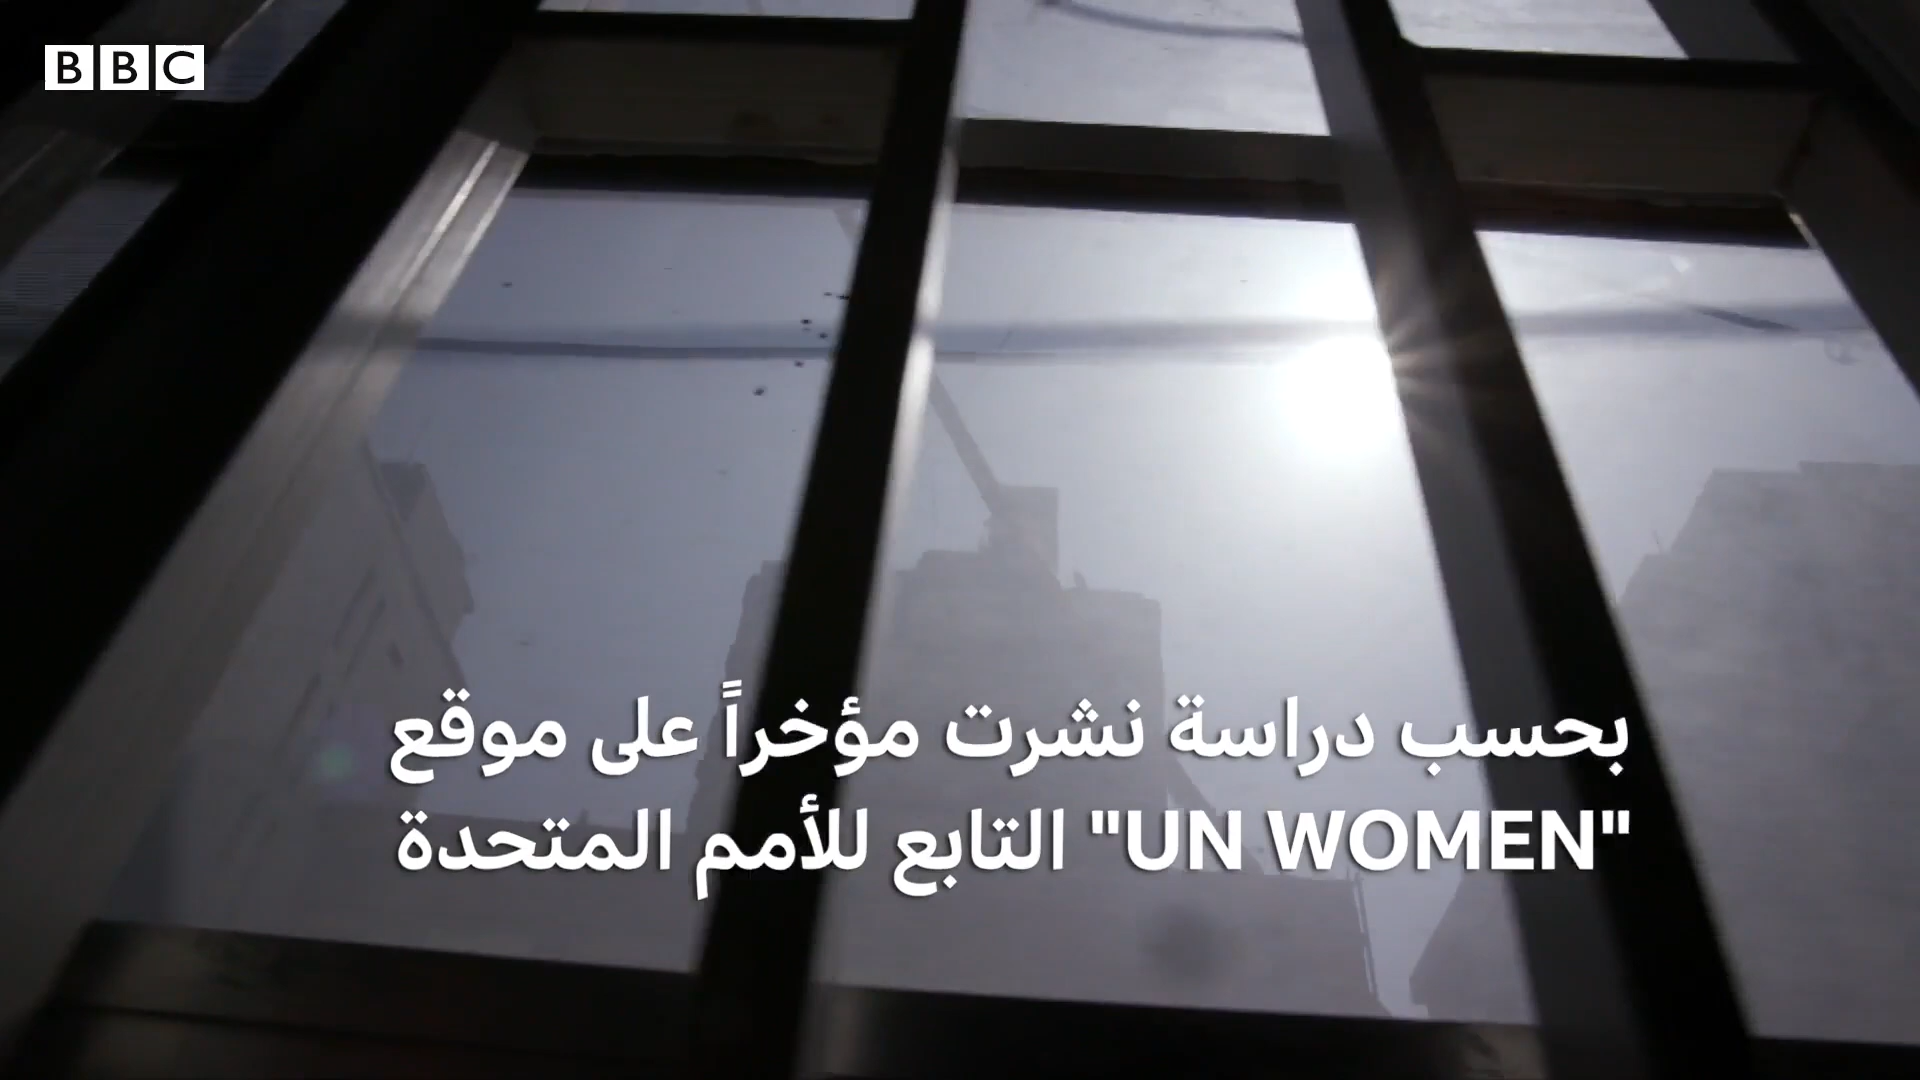 BBC
بحسب دراسة نشرت مؤخراً على موقع
"UN WOMEN" التابع للأمم المتحدة